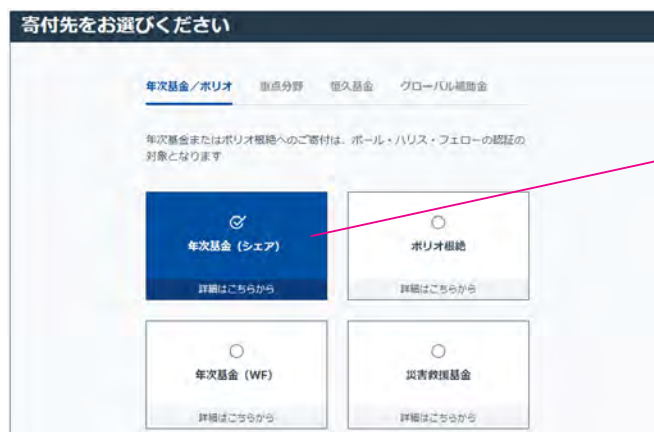 寄付先をお選びください
年次基金／ポリオ 重点分野 恒久基金 グローバル補助金
年次基金またはポリオ根絶へのご寄付は、ポール・ハリス・フェローの認証の
対象となります
年次基金（シェア） ポリオ根絶
詳細はこちらから 詳細はこちらから
年次基金（WF） 災害救援基金
詳細はこちらから 詳細はこちらから